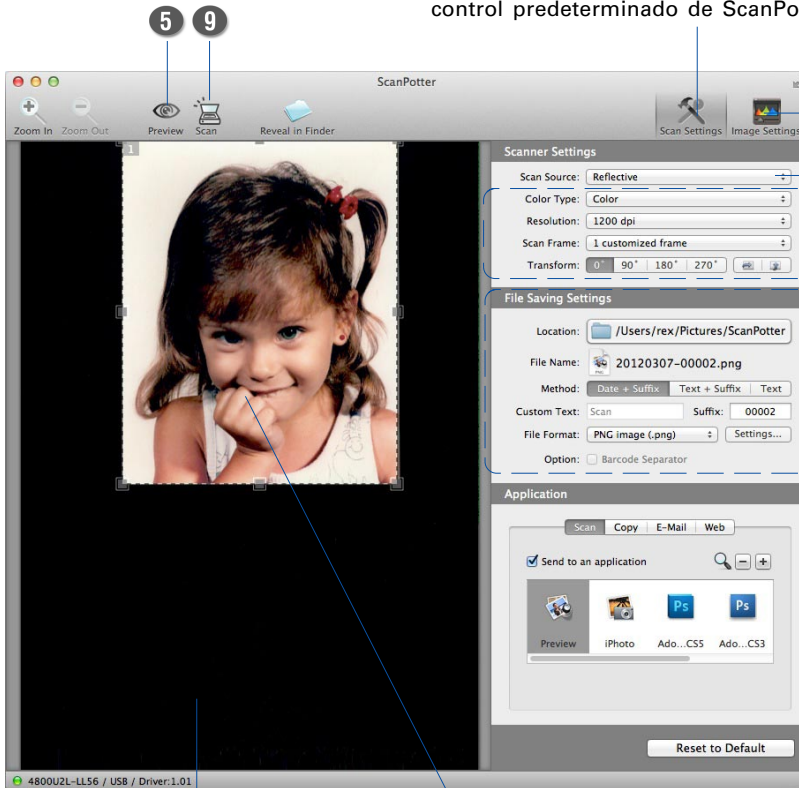 control predeterminado de ScanPo
5 9
ScanPotter
Zoom In Zoom Out Preview Scan Reveal in Finder Scan Settings Image Settings
1
Scanner Settings
Scan Source: Reflective
Color Type: Color
Resolution: 1200 dpi
Scan Frame: 1 customized frame
Transform: 0° 90° 180° 270°
File Saving Settings
Location: /Users/rex/Pictures/ScanPotter
File Name: 20120307-00002.png
Method: Date + Suffix Text + Suffix Text
Custom Text: Scan Suffix: 00002
File Format: PNG image (.png) Settings...
Option: Barcode Separator
Application
Scan Copy E-Mail Web
Send to an application
Ps Ps
Preview iPhoto Ado...CS5 Ado...CS3
Reset to Default
4800U2L-LL56 / USB / Driver:1.01